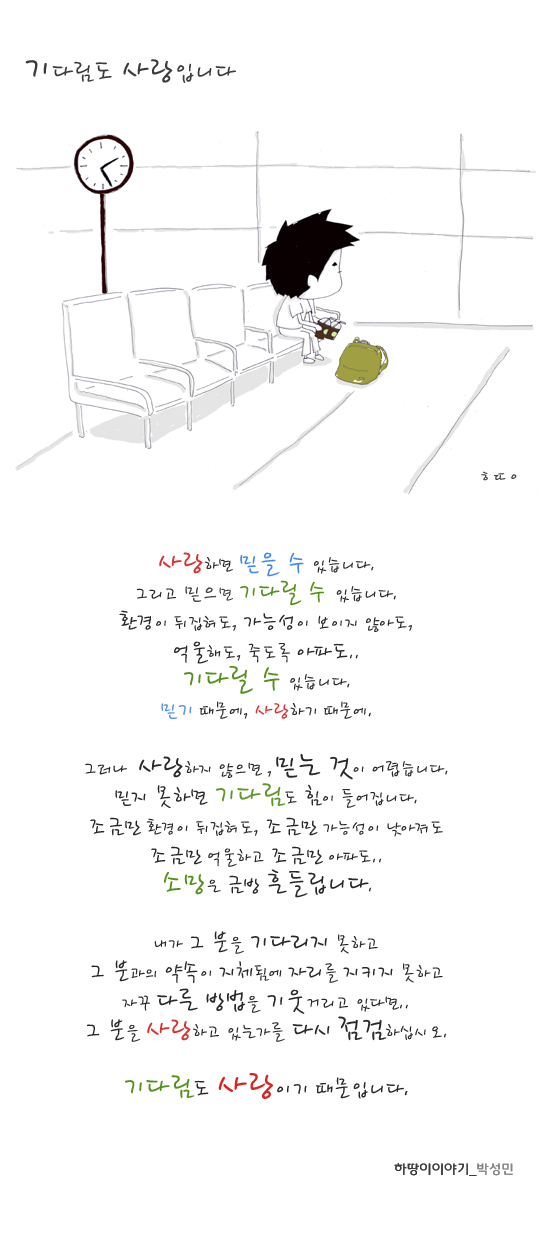 기다림도 사랑입니다
ㅎㄸㅇ
사랑하면 믿을 수 있습니다.
그리고 믿으면 기다릴 수 있습니다.
환경이 뒤집혀도, 가능성이 보이지 않아도,
억울해도, 죽도록 아파도..
기다릴 수 있습니다.
믿기 때문에, 사랑하기 때문에.
그러나 사랑하지 않으면, 믿는 것이 어렵습니다.
믿지 못하면 기다림도 힘이 들어집니다.
조금만 환경이 뒤집혀도, 조금만 가능성이 낮아져도
조금만 억울하고 조금만 아파도..
소망은 금방 흔들립니다.
내가 그 분을 기다리지 못하고
그 분과의 약속이 지체됨에 자리를 지키지 못하고
자꾸 다른 방법을 기웃거리고 있다면..
그 분을 사랑하고 있는가를 다시 점검하십시오.
기다림도 사랑이기 때문입니다.
하땅이이야기_박성민